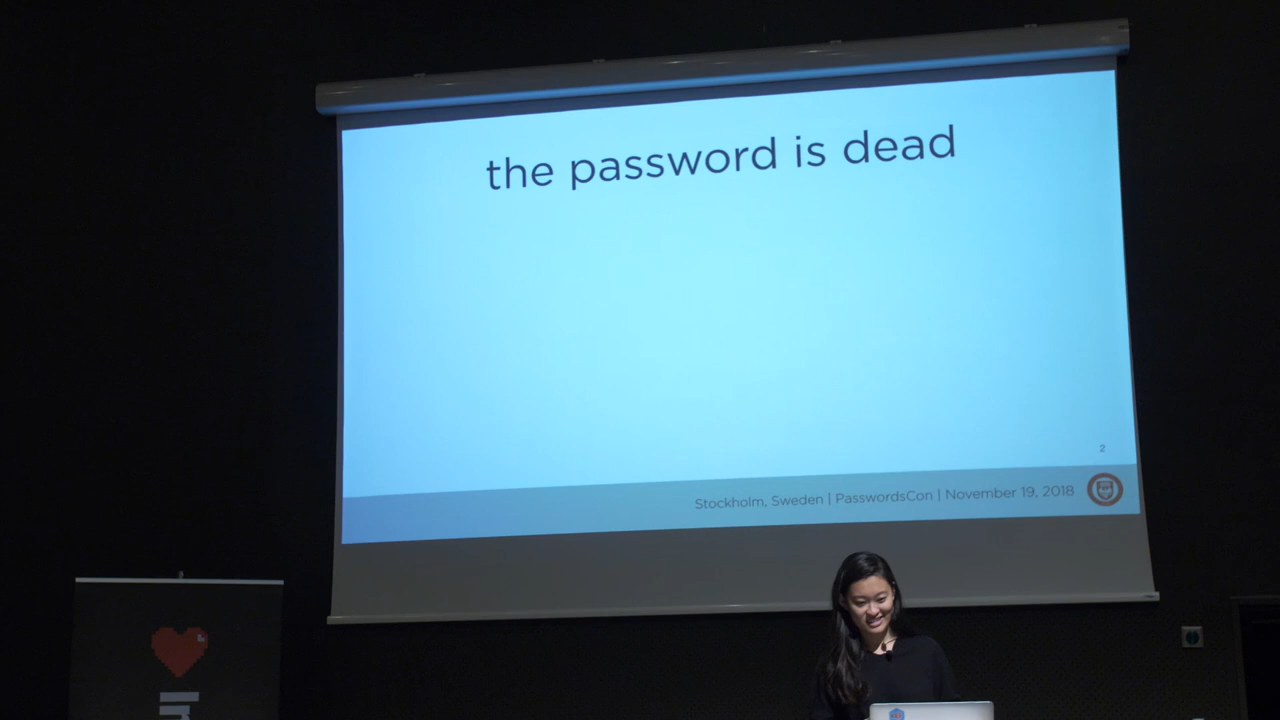 the password is dead
2
Stockholm, Sweden | PasswordsCon | November 19, 2018